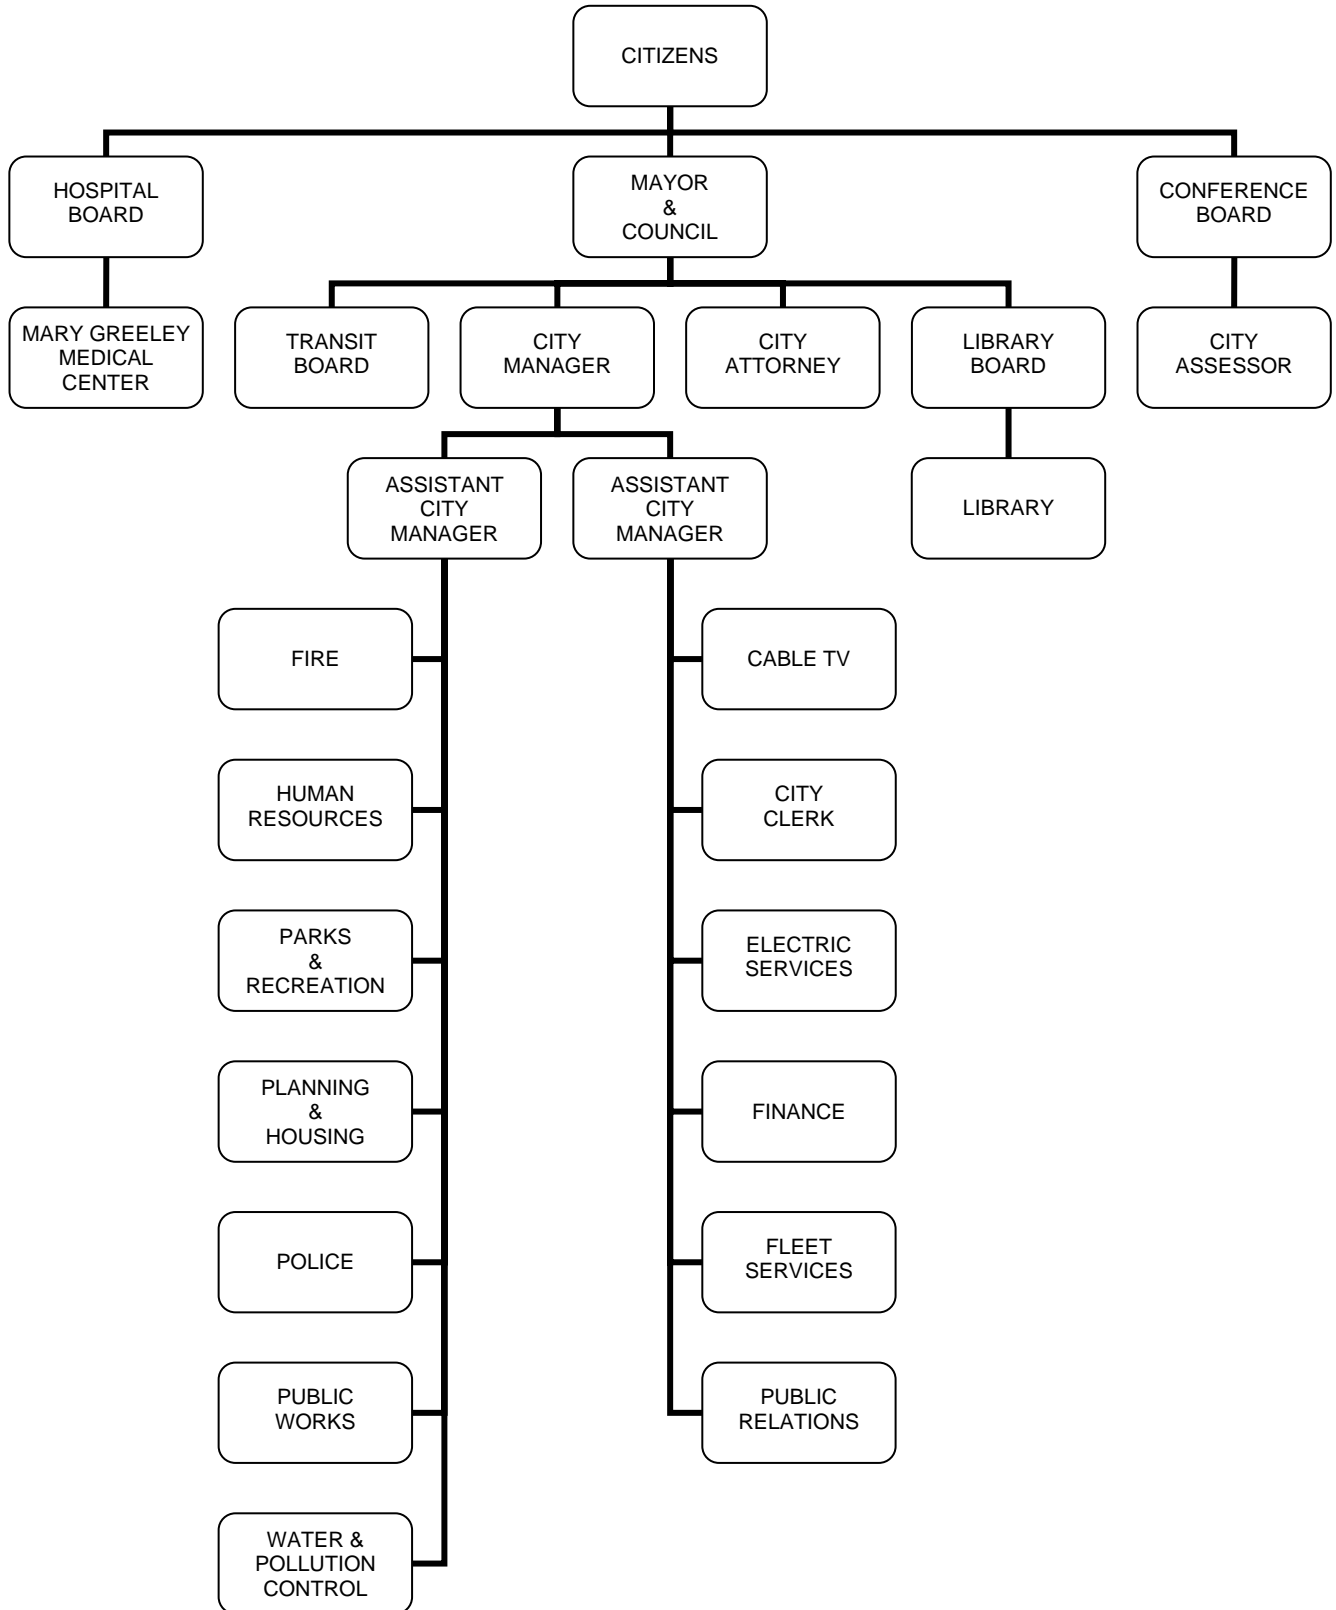 CITIZENS
HOSPITAL
BOARD
MAYOR
&
COUNCIL
CONFERENCE
BOARD
MARY GREELEY
MEDICAL
CENTER
TRANSIT
BOARD
CITY
MANAGER
CITY
ATTORNEY
LIBRARY
BOARD
CITY
ASSESSOR
ASSISTANT
CITY
MANAGER
ASSISTANT
CITY
MANAGER
LIBRARY
FIRE
CABLE TV
HUMAN
RESOURCES
CITY
CLERK
PARKS
&
RECREATION
ELECTRIC
SERVICES
PLANNING
&
HOUSING
FINANCE
POLICE
FLEET
SERVICES
PUBLIC
WORKS
PUBLIC
RELATIONS
WATER &
POLLUTION
CONTROL